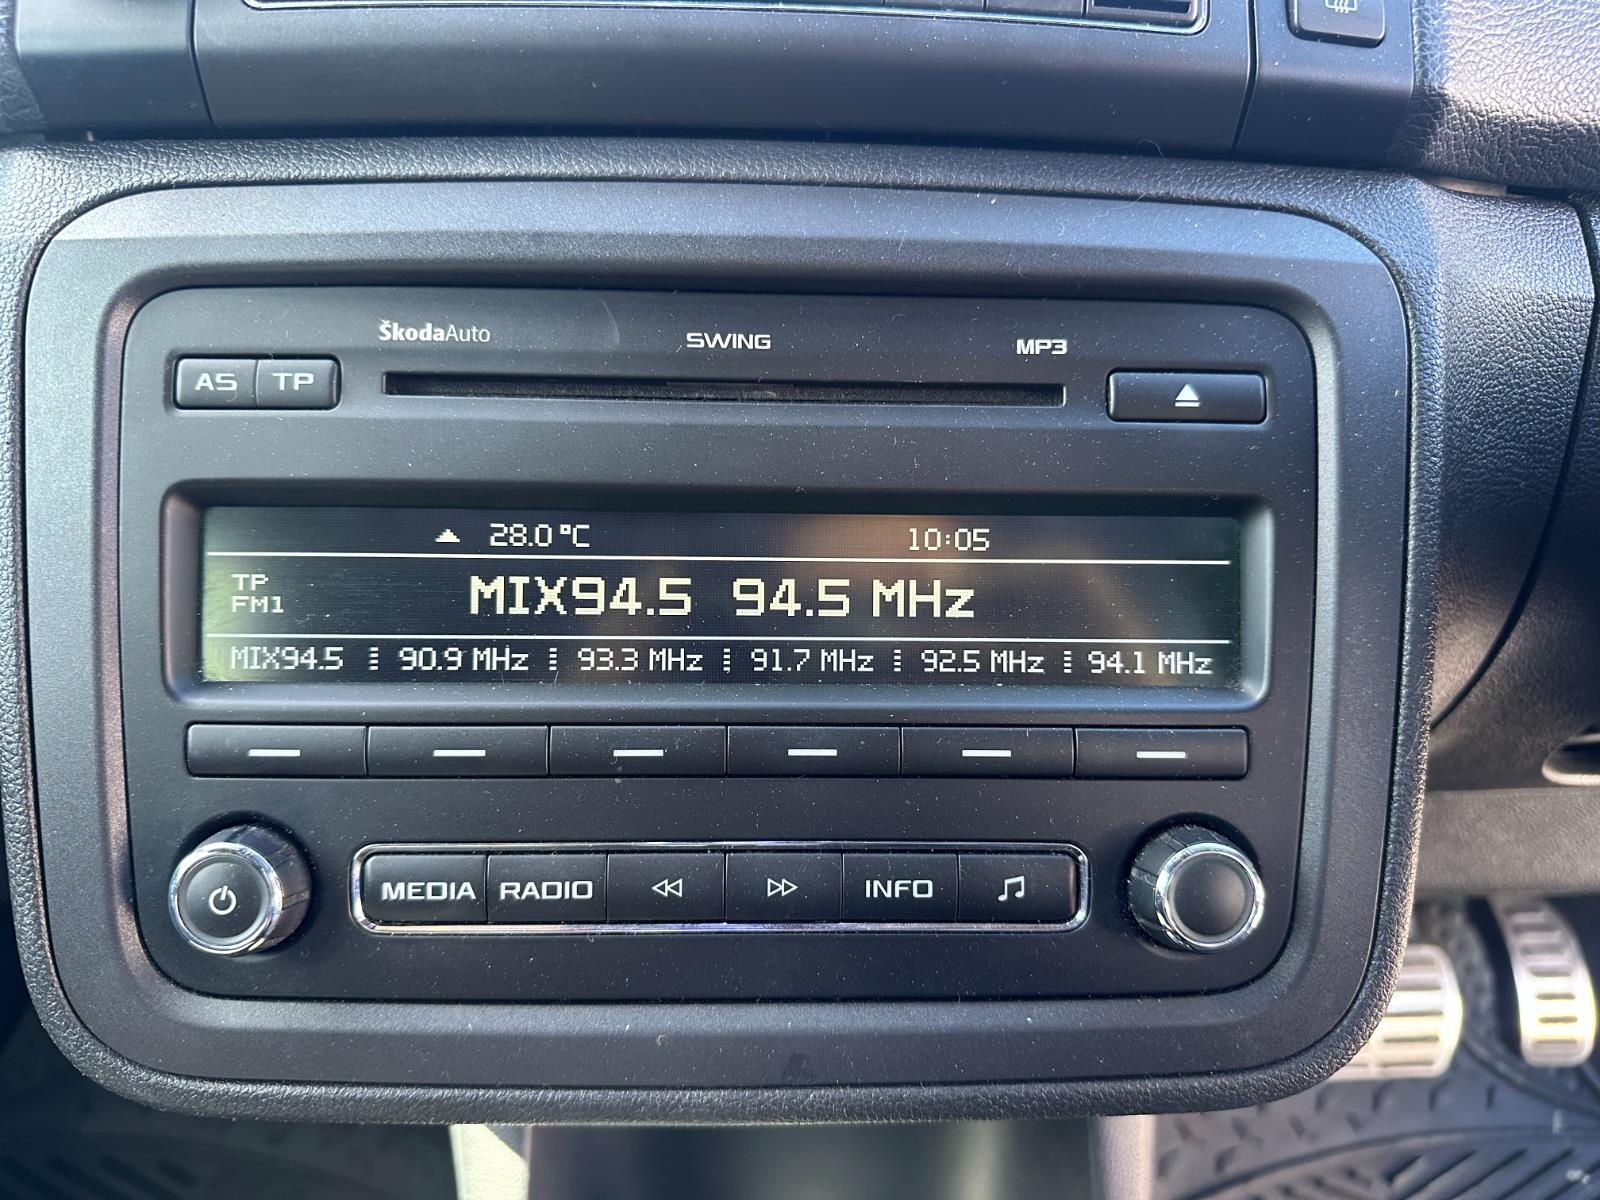 ŠkodaAuto SWING MP3
AS TP
28.0 °C 10:05
TP
FM1
MIX94.5 94.5 MHz
MIX94.5 90.9 MHz 93.3 MHz 91.7 MHz 92.5 MHz 94.1 MHz
MEDIA RADIO INFO